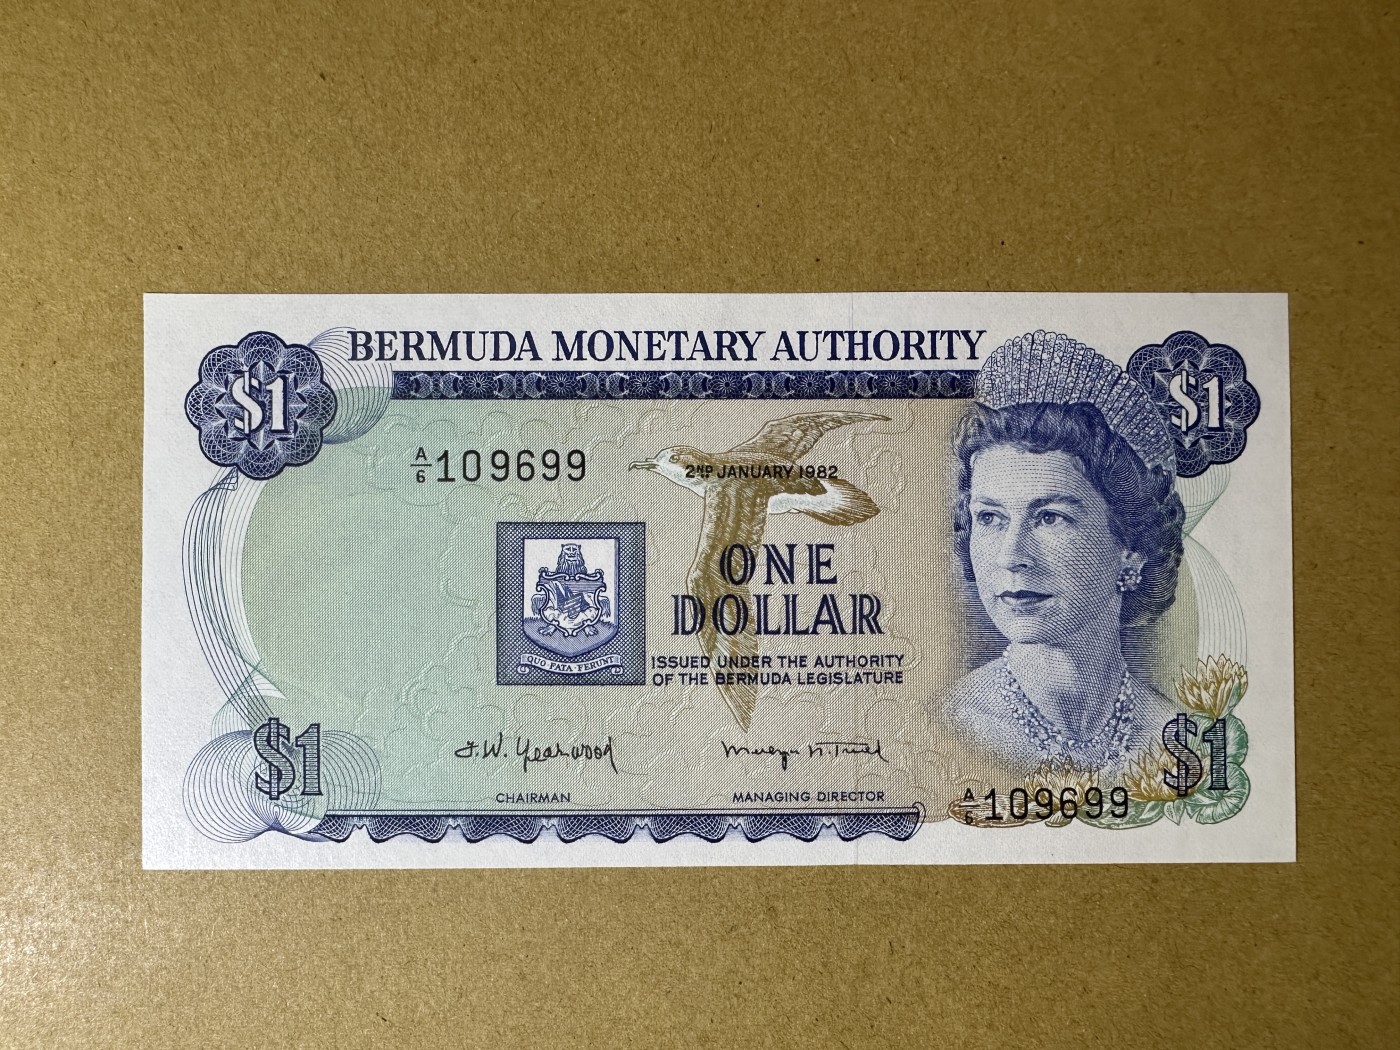 BERMUDA MONETARY AUTHORITY
$1
$1
A/6 109699
2ND JANUARY 1982
ONE
DOLLAR
QUO FATA FERUNT
ISSUED UNDER THE AUTHORITY
OF THE BERMUDA LEGISLATURE
$1
$1
J.W. Yearwood
CHAIRMAN
MANAGING DIRECTOR
A/6 109699